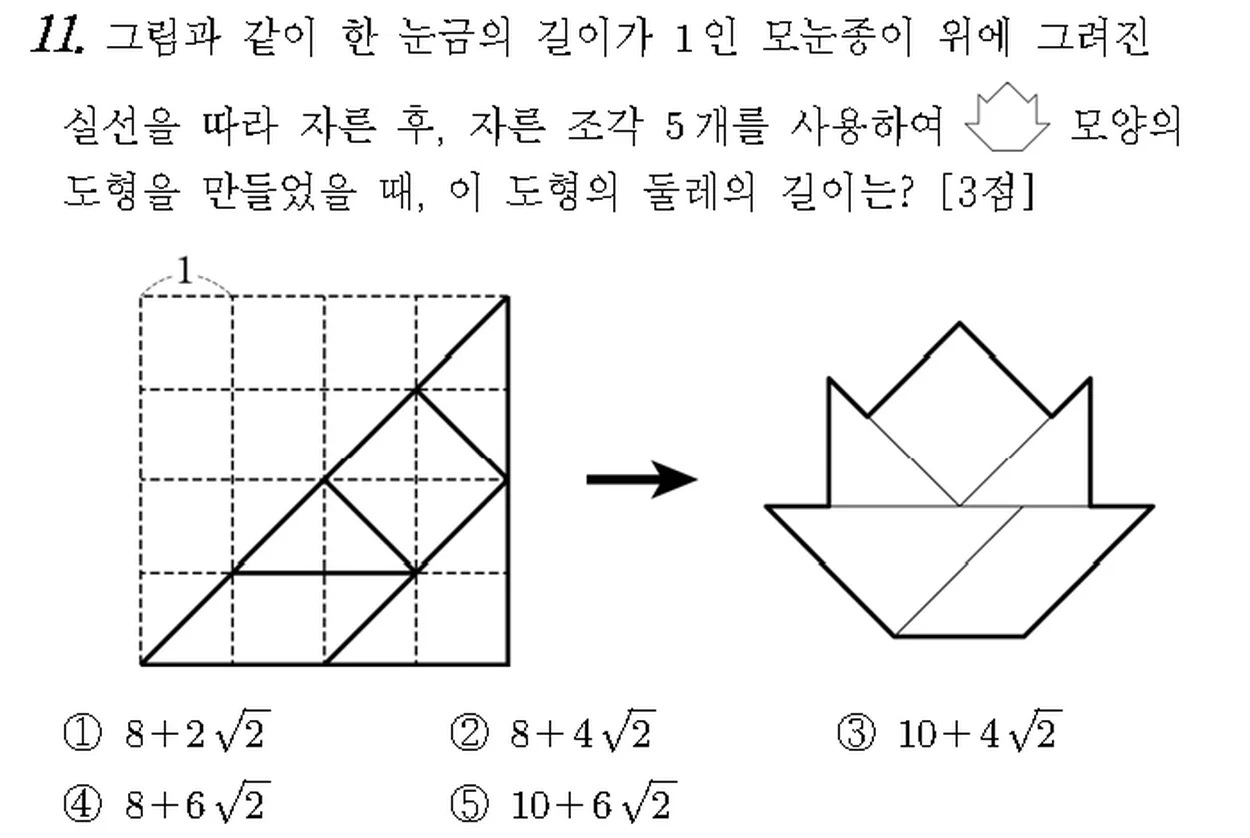 11. 그림과 같이 한 눈금의 길이가 1인 모눈종이 위에 그려진
실선을 따라 자른 후, 자른 조각 5개를 사용하여 모양의
도형을 만들었을 때, 이 도형의 둘레의 길이는? [3점]
1
① 8+2√2 ② 8+4√2 ③ 10+4√2
④ 8+6√2 ⑤ 10+6√2